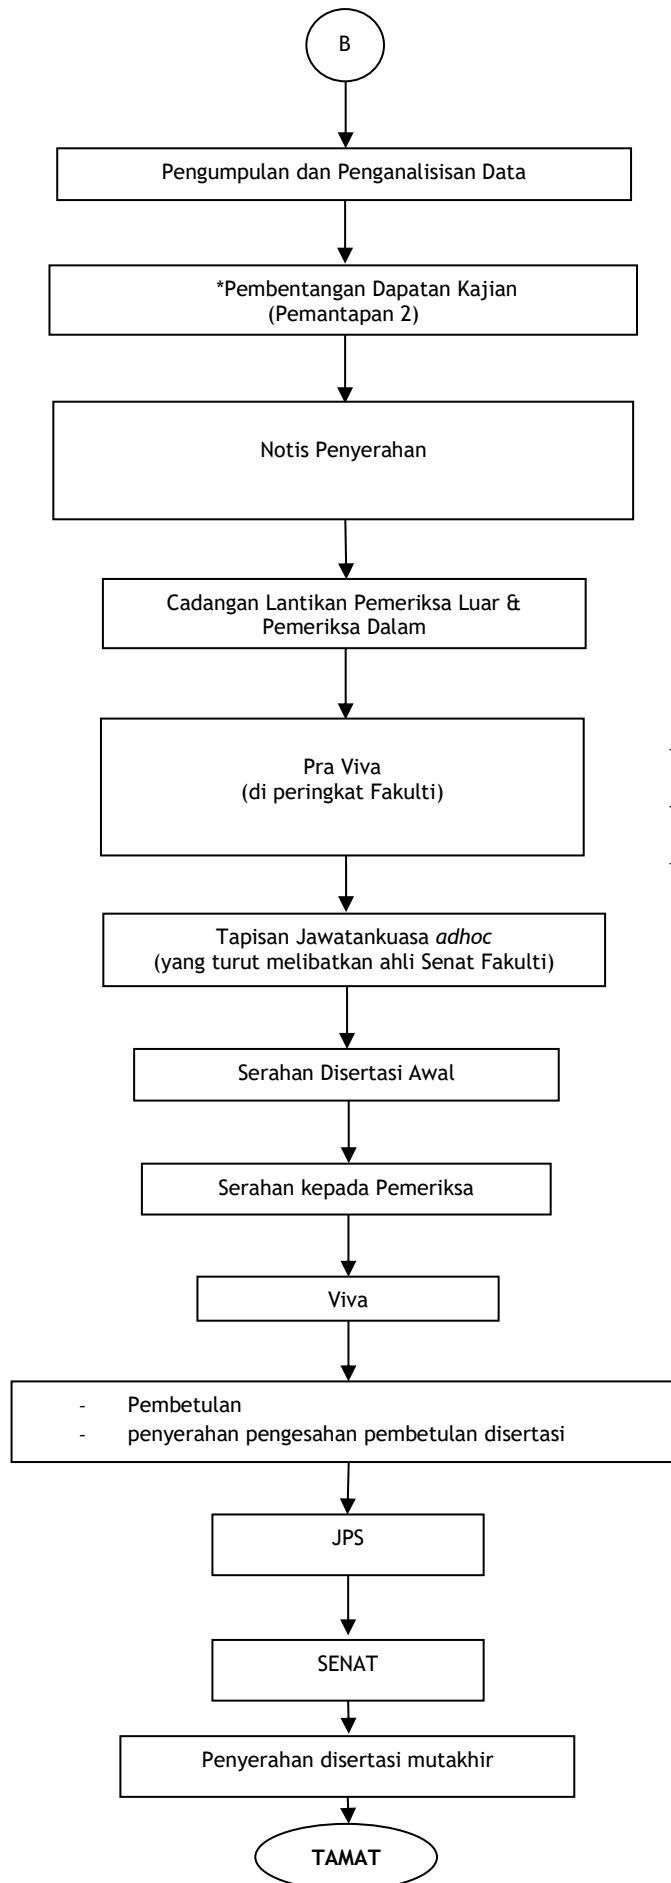 B
Pengumpulan dan Penganalisisan Data
*Pembentangan Dapatan Kajian
(Pemantapan 2)
Notis Penyerahan
Cadangan Lantikan Pemeriksa Luar &
Pemeriksa Dalam
Pra Viva
(di peringkat Fakulti)
Tapisan Jawatankuasa adhoc
(yang turut melibatkan ahli Senat Fakulti)
Serahan Disertasi Awal
Serahan kepada Pemeriksa
Viva
- Pembetulan
- penyerahan pengesahan pembetulan disertasi
JPS
SENAT
Penyerahan disertasi mutakhir
TAMAT